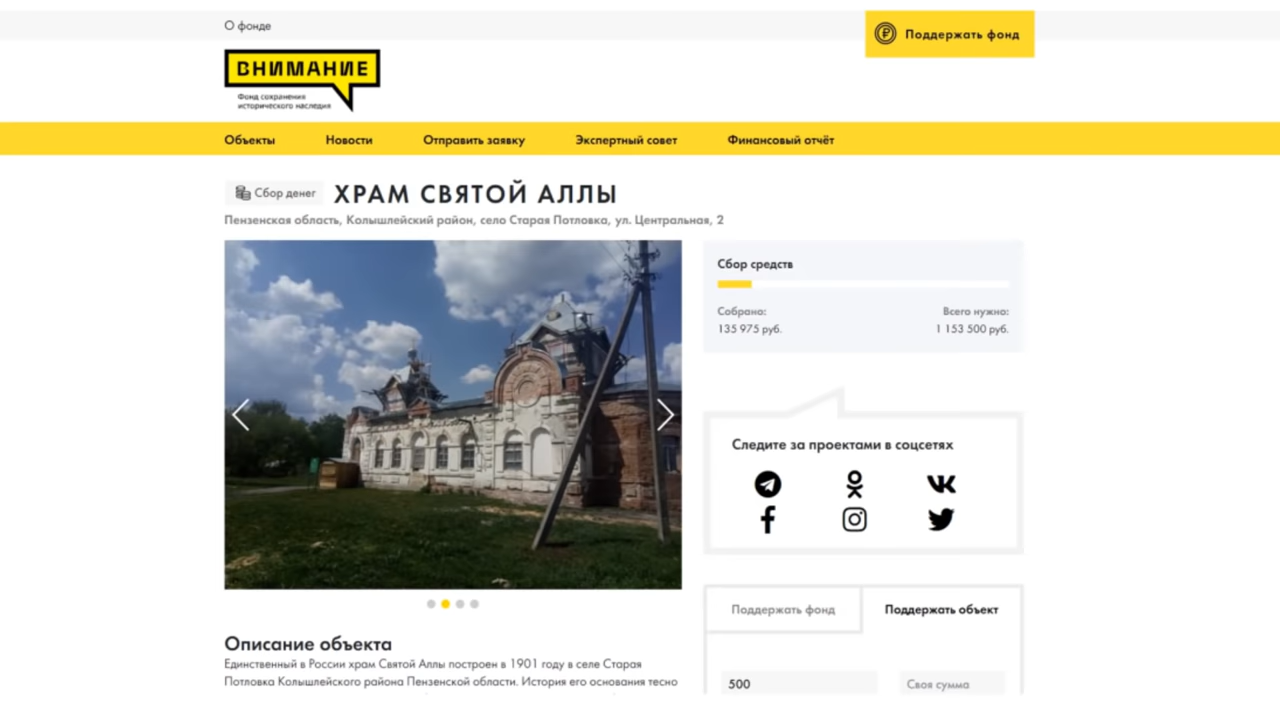 О фонде
Поддержать фонд
ВНИМАНИЕ
Фонд сохранения
исторического наследия
Объекты Новости Отправить заявку Экспертный совет Финансовый отчёт
Сбор денег ХРАМ СВЯТОЙ АЛЛЫ
Пензенская область, Колышлейский район, село Старая Потловка, ул. Центральная, 2
Сбор средств
Собрано: Всего нужно:
135 975 руб. 1 153 500 руб.
Следите за проектами в соцсетях
Поддержать фонд Поддержать объект
500 Своя сумма
Описание объекта
Единственный в России храм Святой Аллы построен в 1901 году в селе Старая
Потловка Колышлейского района Пензенской области. История его основания тесно